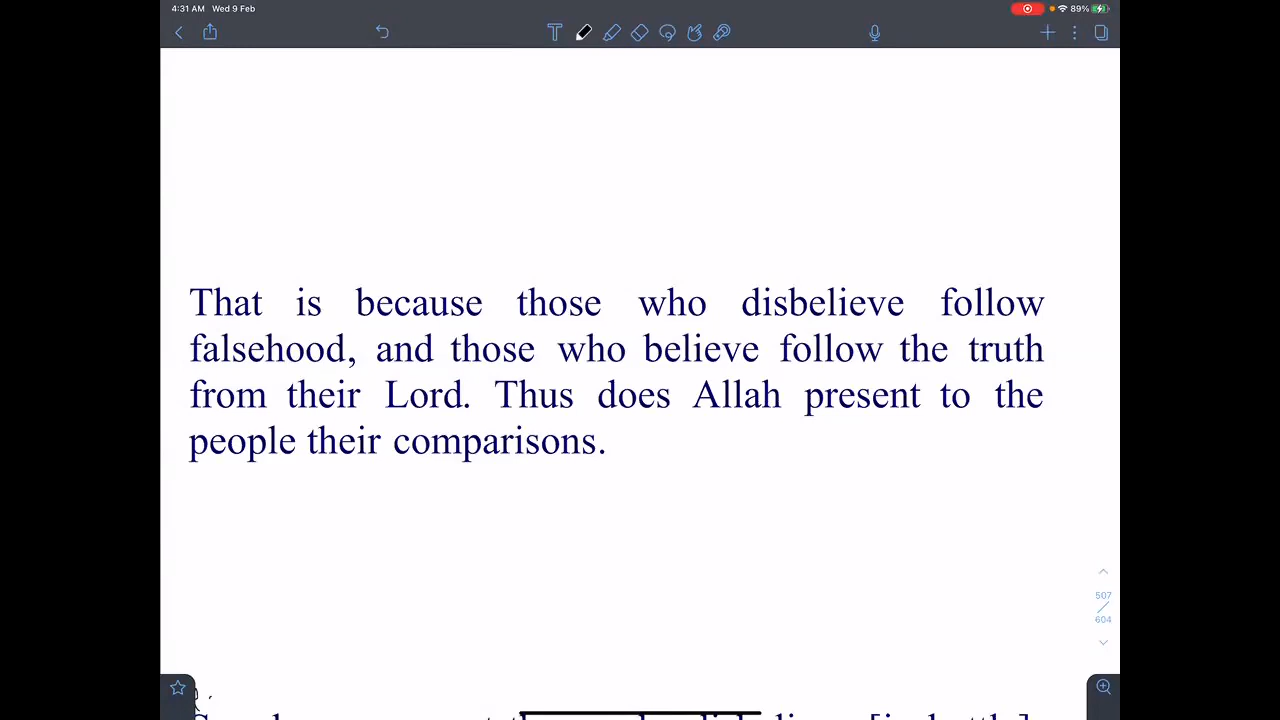 4:31 AM Wed 9 Feb
89%
That is because those who disbelieve follow
falsehood, and those who believe follow the truth
from their Lord. Thus does Allah present to the
people their comparisons.
507
604